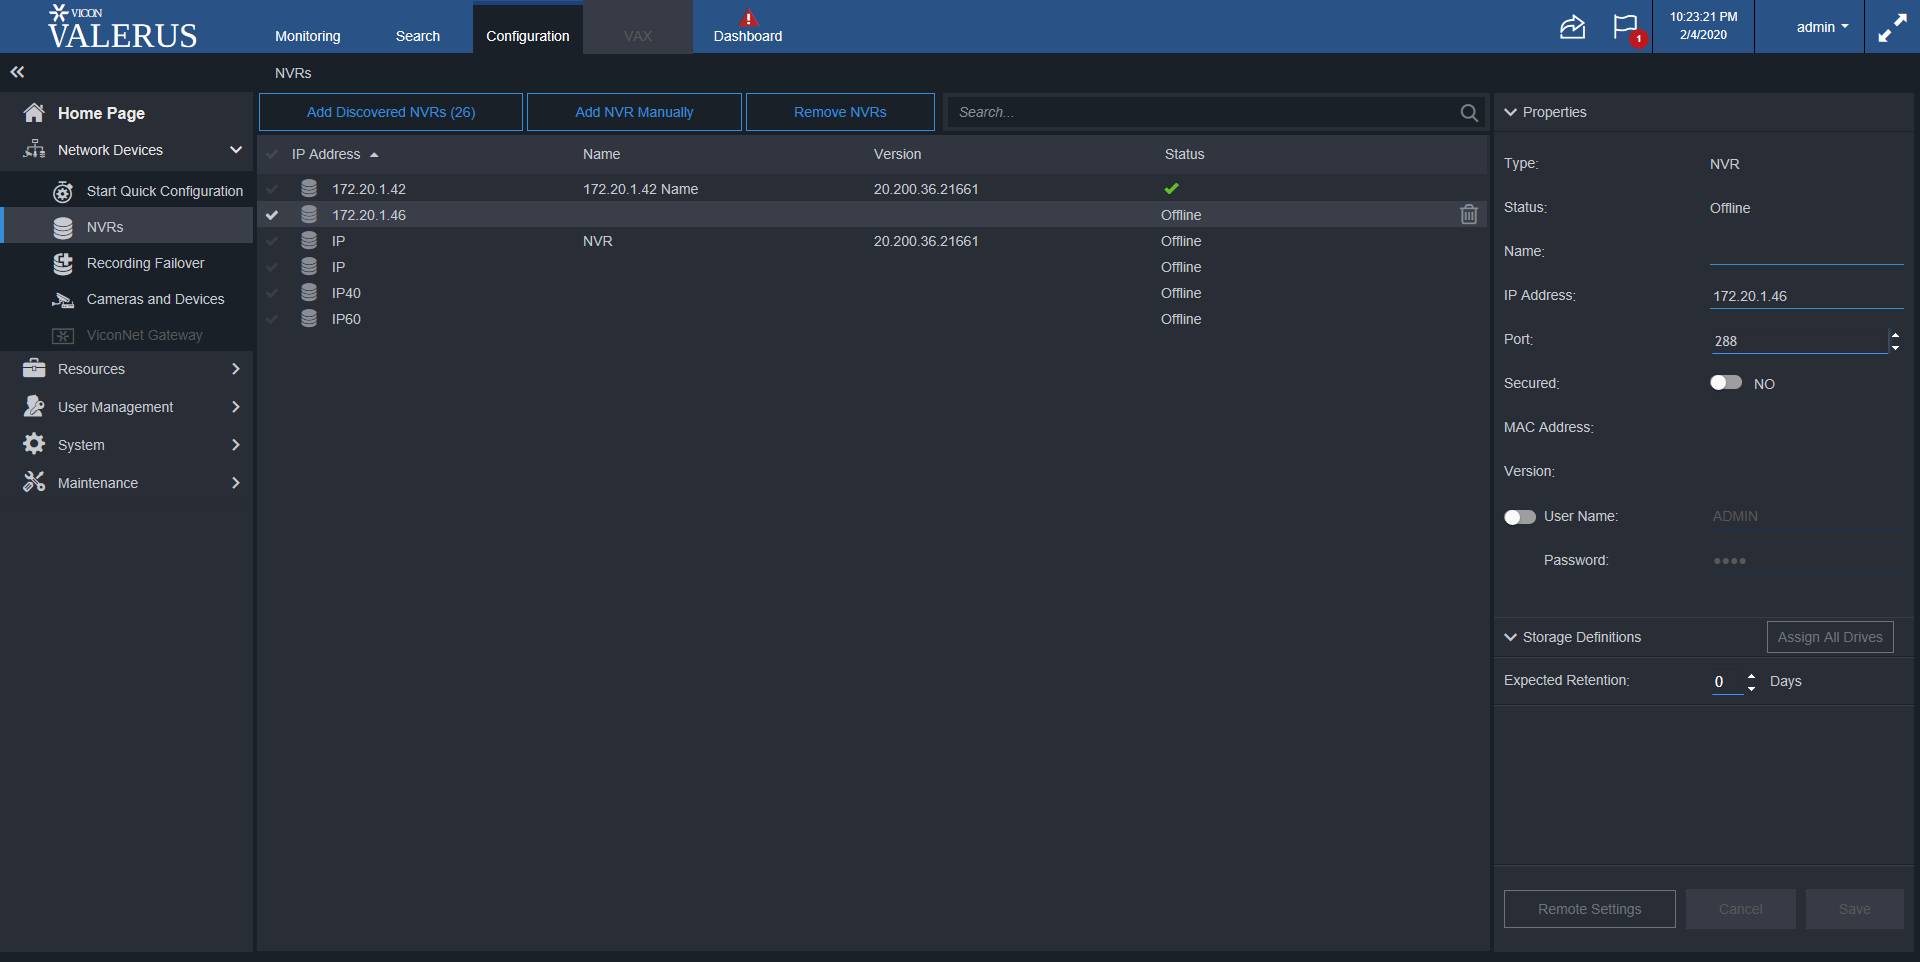 VICON
VALERUS
Monitoring
Search
Configuration
VAX
Dashboard
1
10:23:21 PM
2/4/2020
admin
NVRs
Home Page
Network Devices
Start Quick Configuration
NVRs
Recording Failover
Cameras and Devices
ViconNet Gateway
Resources
User Management
System
Maintenance
Add Discovered NVRs (26)
Add NVR Manually
Remove NVRs
Search...
IP Address Name Version Status
172.20.1.42 172.20.1.42 Name 20.200.36.21661
172.20.1.46 Offline
IP NVR 20.200.36.21661 Offline
IP Offline
IP40 Offline
IP60 Offline
Properties
Type: NVR
Status: Offline
Name:
IP Address: 172.20.1.46
Port: 288
Secured: NO
MAC Address:
Version:
User Name: ADMIN
Password: ••••
Storage Definitions
Assign All Drives
Expected Retention: 0 Days
Remote Settings
Cancel
Save